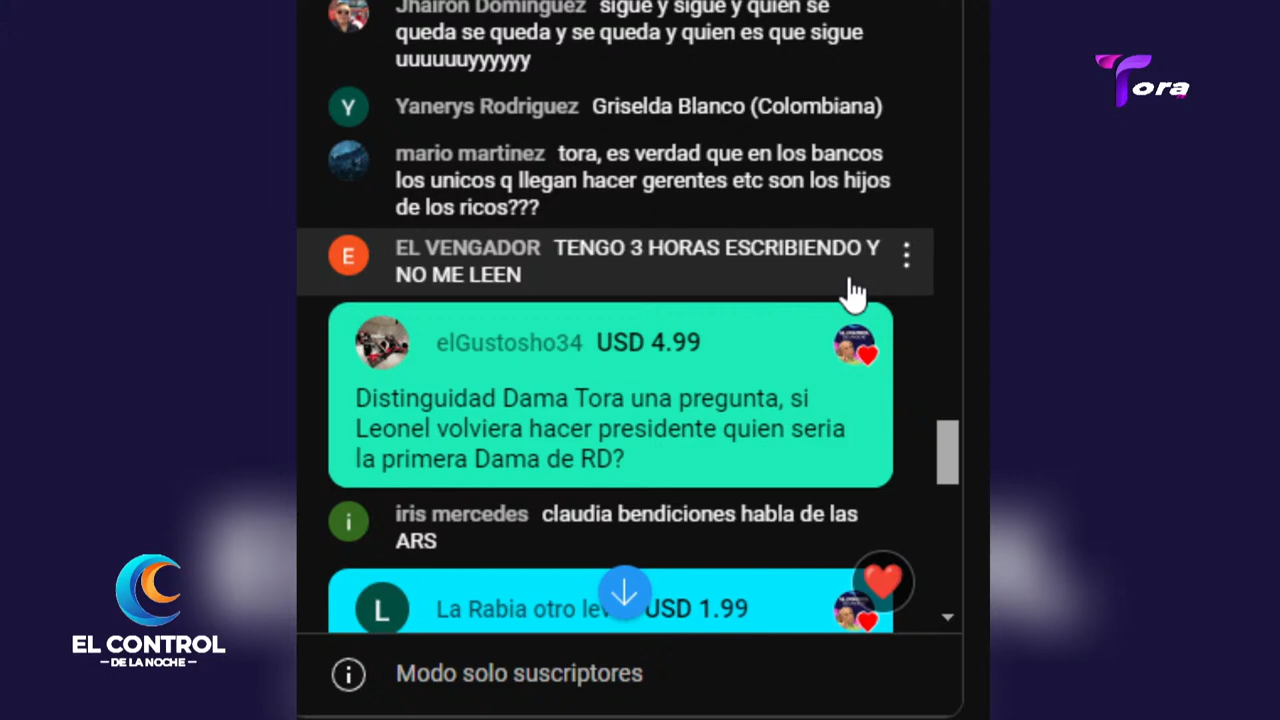 Jhairon Dominguez sigue y sigue y quien se
queda se queda y se queda y quien es que sigue
uuuuuuyyyyyy
Y
Yanerys Rodriguez Griselda Blanco (Colombiana)
mario martinez tora, es verdad que en los bancos
los unicos q llegan hacer gerentes etc son los hijos
de los ricos???
E
EL VENGADOR TENGO 3 HORAS ESCRIBIENDO Y
NO ME LEEN
elGustosho34 USD 4.99
Distinguidad Dama Tora una pregunta, si
Leonel volviera hacer presidente quien seria
la primera Dama de RD?
i
iris mercedes claudia bendiciones habla de las
ARS
L
La Rabia otro USD 1.99
Modo solo suscriptores
Tora
EL CONTROL
DE LA NOCHE